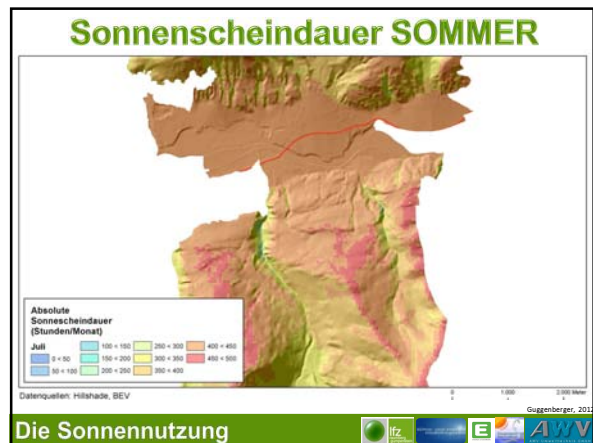 Sonnenscheindauer SOMMER
Absolute
Sonnescheindauer
(Stunden/Monat)
Juli
0 < 50
50 < 100
100 < 150
150 < 200
200 < 250
250 < 300
300 < 350
350 < 400
400 < 450
450 < 500
Datenquellen: Hillshade, BEV
0 1.000 2.000 Meter
Guggenberger, 2012
Die Sonnennutzung
lfz
E
AWV